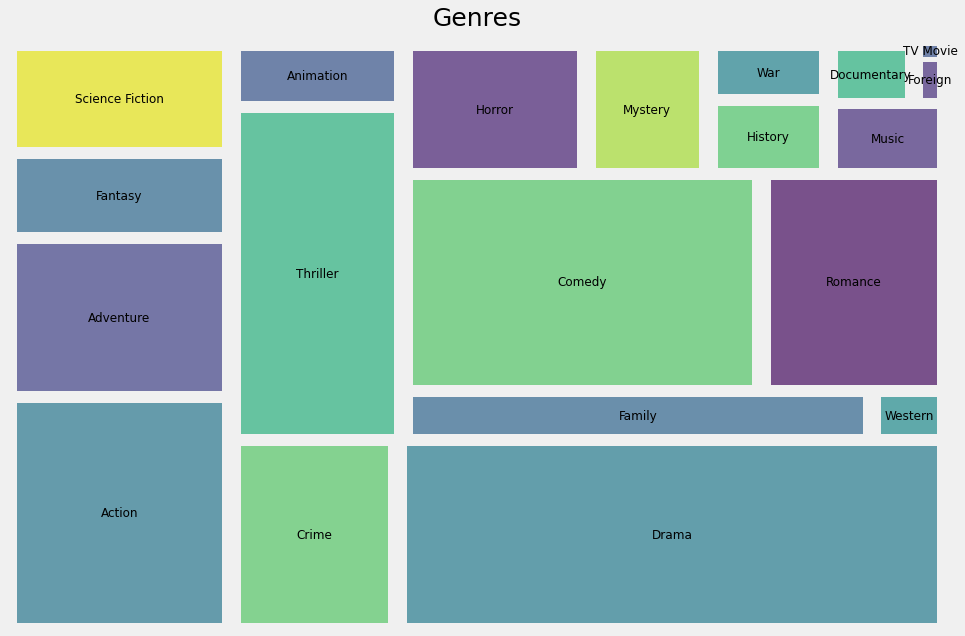 Genres
Science Fiction
Animation
Horror
Mystery
War
Documentary
TV Movie
Foreign
History
Music
Fantasy
Adventure
Thriller
Comedy
Romance
Family
Western
Action
Crime
Drama